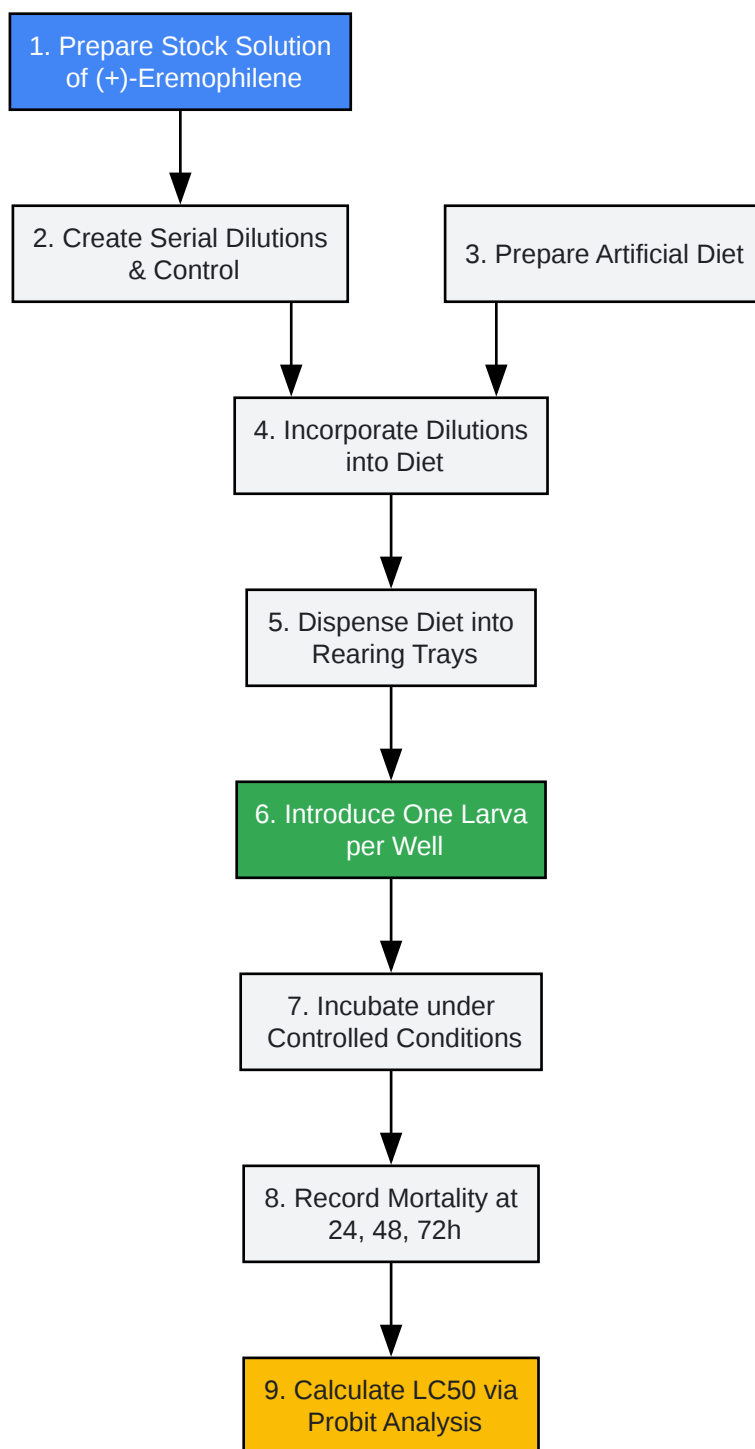 1. Prepare Stock Solution
of (+)-Eremophilene
2. Create Serial Dilutions
& Control
3. Prepare Artificial Diet
4. Incorporate Dilutions
into Diet
5. Dispense Diet into
Rearing Trays
6. Introduce One Larva
per Well
7. Incubate under
Controlled Conditions
8. Record Mortality at
24, 48, 72h
9. Calculate LC50 via
Probit Analysis